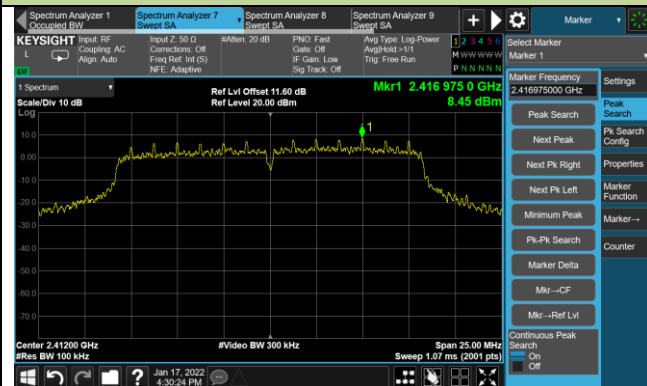 Spectrum Analyzer 1
Occupied BW
Spectrum Analyzer 7
Swept SA
Spectrum Analyzer 8
Swept SA
Spectrum Analyzer 9
Swept SA
+
Marker
KEYSIGHT
L
Input: RF
Coupling: AC
Align: Auto
Input Z: 50 Ω
Corrections: Off
Freq Ref: Int (S)
NFE: Adaptive
#Atten: 20 dB
PNO: Fast
Gate: Off
IF Gain: Low
Sig Track: Off
Avg Type: Log-Power
Avg|Hold:>1/1
Trig: Free Run
1 2 3 4 5 6
M W W W W W
P N N N N N
Select Marker
Marker 1
1 Spectrum
Scale/Div 10 dB
Log
Ref Lvl Offset 11.60 dB
Ref Level 20.00 dBm
Mkr1 2.416 975 0 GHz
8.45 dBm
1
10.0
0.00
-10.0
-20.0
-30.0
-40.0
-50.0
-60.0
-70.0
Center 2.41200 GHz
#Res BW 100 kHz
#Video BW 300 kHz
Span 25.00 MHz
Sweep 1.07 ms (2001 pts)
Marker Frequency
2.416975000 GHz
Peak Search
Next Peak
Next Pk Right
Next Pk Left
Minimum Peak
Pk-Pk Search
Marker Delta
Mkr→CF
Mkr→Ref Lvl
Continuous Peak
Search
On
Off
Settings
Peak
Search
Pk Search
Config
Properties
Marker
Function
Marker→
Counter
?
Jan 17, 2022
4:30:24 PM